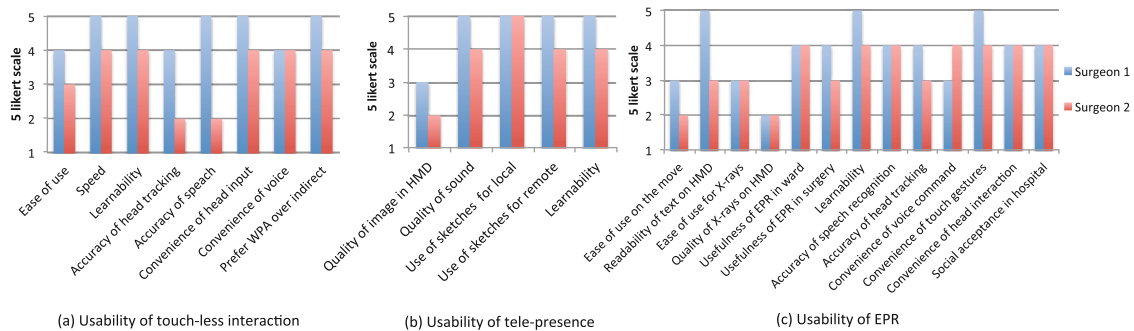 5 likert scale
5
4
3
2
1
Ease of use
Speed
Learnability
Accuracy of head tracking
Accuracy of speach
Convenience of head input
Convenience of voice
Prefer WPA over indirect
(a) Usability of touch-less interaction
5 likert scale
5
4
3
2
1
Quality of image in HMD
Quality of sound
Use of sketches for local
Use of sketches for remote
Learnability
(b) Usability of tele-presence
5 likert scale
5
4
3
2
1
Ease of use on the move
Readability of text on HMD
Ease of use for X-rays
Quality of X-rays on HMD
Usefulness of EPR in ward
Usefulness of EPR in surgery
Learnability
Accuracy of speech recognition
Accuracy of head tracking
Convenience of voice command
Convenience of touch gestures
Convenience of head interaction
Social acceptance in hospital
(c) Usability of EPR
Surgeon 1
Surgeon 2